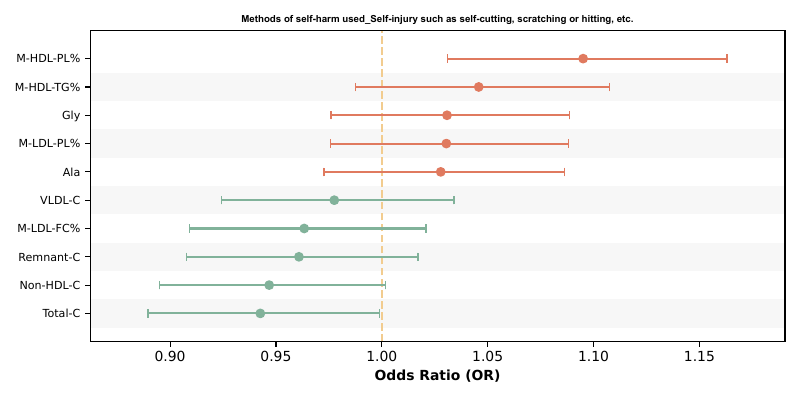 Methods of self-harm used_Self-injury such as self-cutting, scratching or hitting, etc.
M-HDL-PL%
M-HDL-TG%
Gly
M-LDL-PL%
Ala
VLDL-C
M-LDL-FC%
Remnant-C
Non-HDL-C
Total-C
0.90 0.95 1.00 1.05 1.10 1.15
Odds Ratio (OR)